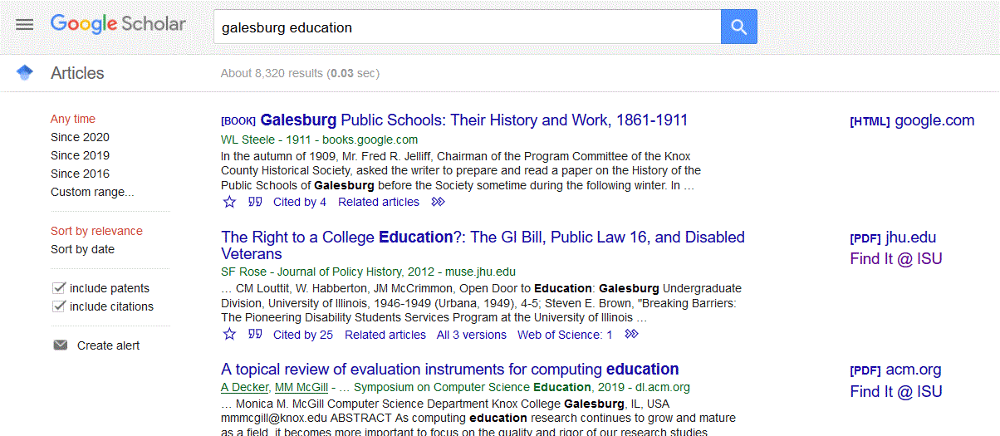 Google Scholar
galesburg education
Articles
About 8,320 results (0.03 sec)
Any time
Since 2020
Since 2019
Since 2016
Custom range...
Sort by relevance
Sort by date
include patents
include citations
Create alert
[BOOK] Galesburg Public Schools: Their History and Work, 1861-1911
WL Steele - 1911 - books.google.com
In the autumn of 1909, Mr. Fred R. Jelliff, Chairman of the Program Committee of the Knox
County Historical Society, asked the writer to prepare and read a paper on the History of the
Public Schools of Galesburg before the Society sometime during the following winter. In …
Cited by 4 Related articles
[HTML] google.com
The Right to a College Education?: The GI Bill, Public Law 16, and Disabled
Veterans
SF Rose - Journal of Policy History, 2012 - muse.jhu.edu
… CM Louttit, W. Habberton, JM McCrimmon, Open Door to Education: Galesburg Undergraduate
Division, University of Illinois, 1946-1949 (Urbana, 1949), 4-5; Steven E. Brown, "Breaking Barriers:
The Pioneering Disability Students Services Program at the University of Illinois …
Cited by 25 Related articles All 3 versions Web of Science: 1
[PDF] jhu.edu
Find It @ ISU
A topical review of evaluation instruments for computing education
A Decker, MM McGill - … Symposium on Computer Science Education, 2019 - dl.acm.org
… Monica M. McGill Computer Science Department Knox College Galesburg, IL, USA
mmmcgill@knox.edu ABSTRACT As computing education research continues to grow and mature
as a field, it becomes more important to focus on the quality and rigor of our research studies
[PDF] acm.org
Find It @ ISU